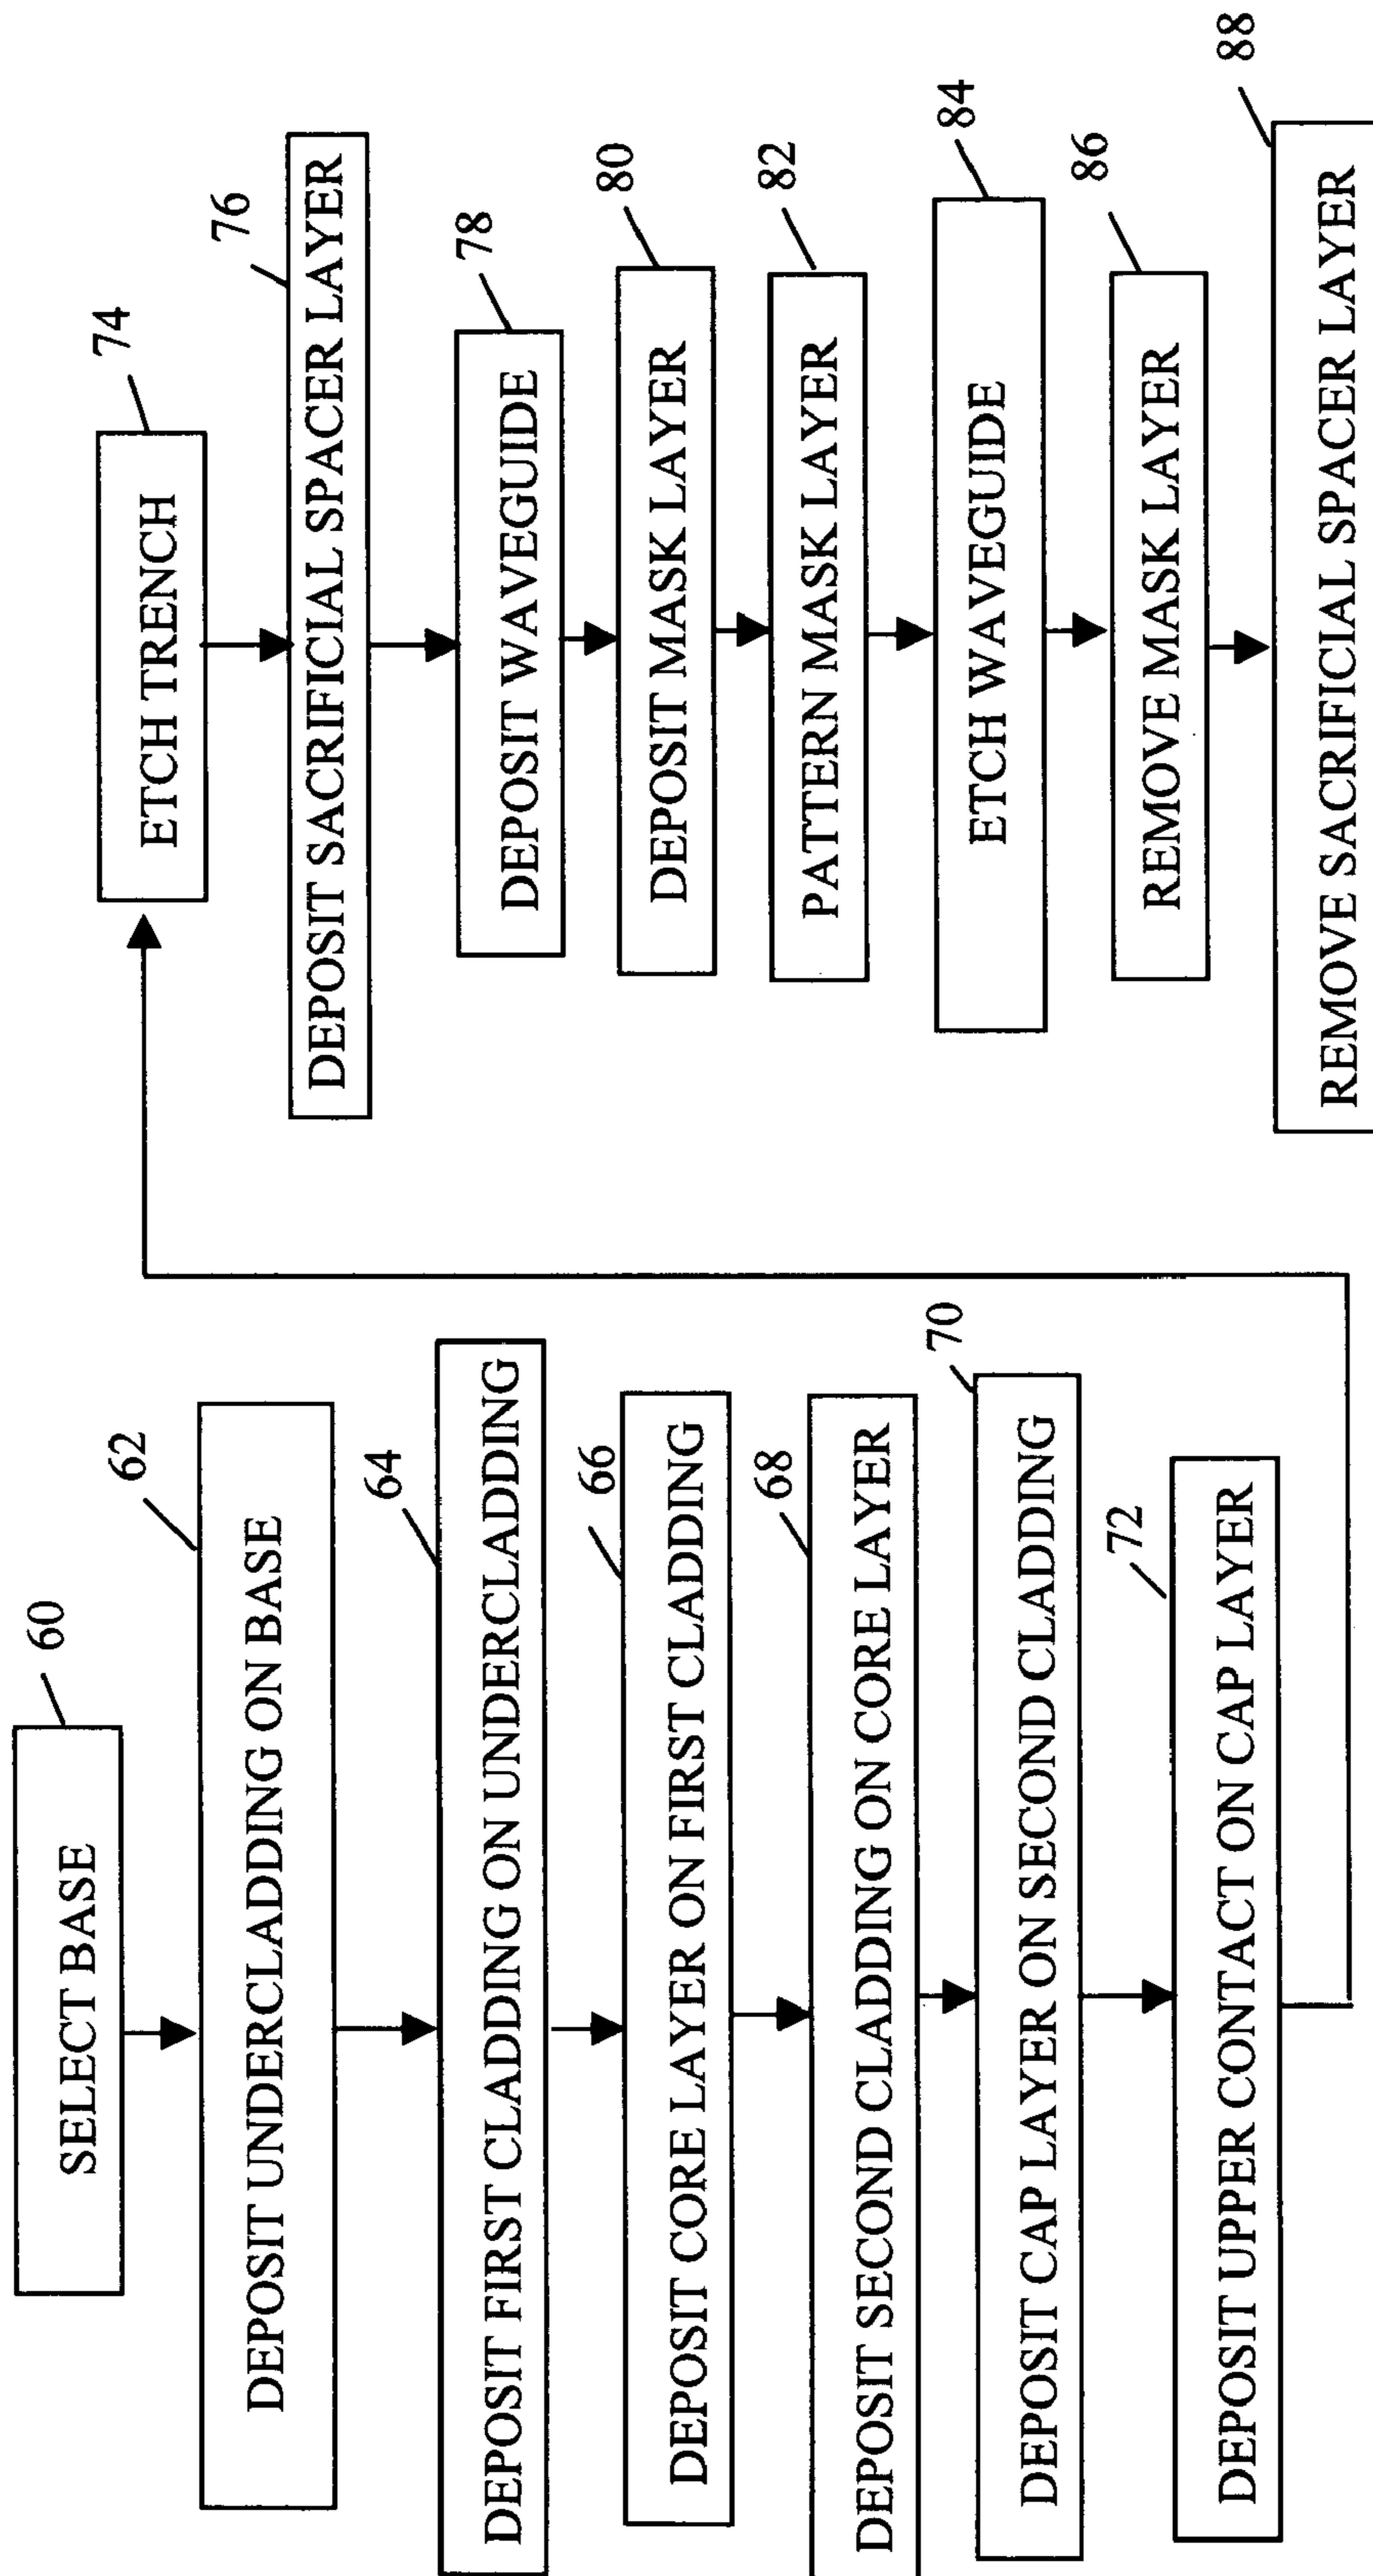 SELECT BASE
60
DEPOSIT UNDERCLADDING ON BASE
62
DEPOSIT FIRST CLADDING ON UNDERCLADDING
64
DEPOSIT CORE LAYER ON FIRST CLADDING
66
DEPOSIT SECOND CLADDING ON CORE LAYER
68
DEPOSIT CAP LAYER ON SECOND CLADDING
70
DEPOSIT UPPER CONTACT ON CAP LAYER
72
ETCH TRENCH
74
DEPOSIT SACRIFICIAL SPACER LAYER
76
DEPOSIT WAVEGUIDE
78
DEPOSIT MASK LAYER
80
PATTERN MASK LAYER
82
ETCH WAVEGUIDE
84
REMOVE MASK LAYER
86
REMOVE SACRIFICIAL SPACER LAYER
88